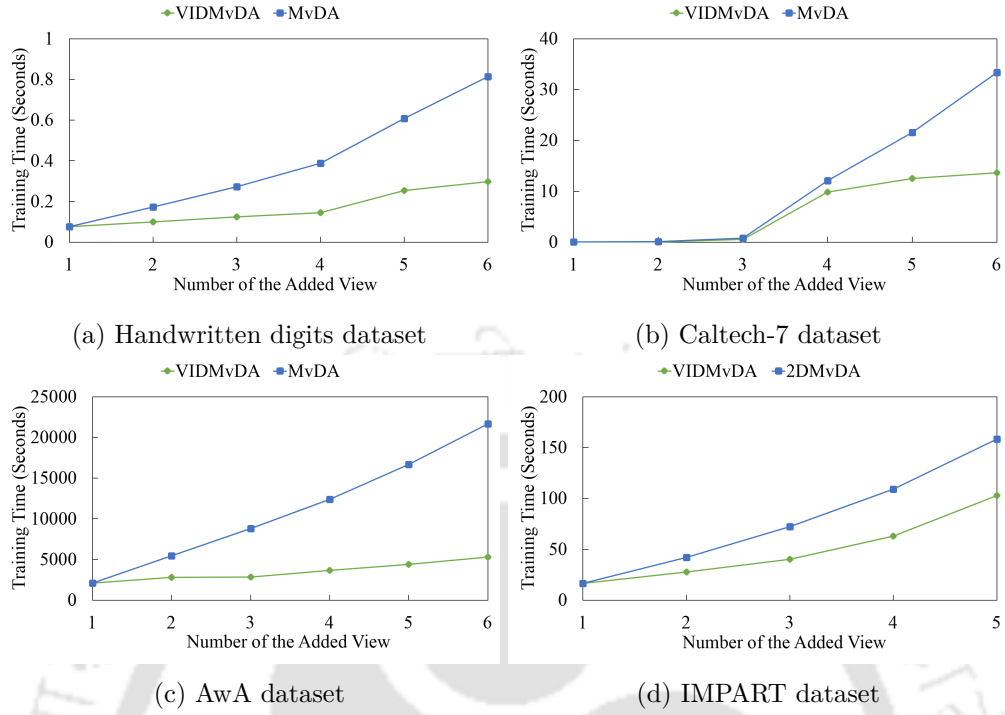 VIDMvDA MvDA
Training Time (Seconds)
1
0.8
0.6
0.4
0.2
0
1 2 3 4 5 6
Number of the Added View
(a) Handwritten digits dataset
VIDMvDA MvDA
Training Time (Seconds)
40
30
20
10
0
1 2 3 4 5 6
Number of the Added View
(b) Caltech-7 dataset
VIDMvDA MvDA
Training Time (Seconds)
25000
20000
15000
10000
5000
0
1 2 3 4 5 6
Number of the Added View
(c) AwA dataset
VIDMvDA 2DMvDA
Training Time (Seconds)
200
150
100
50
0
1 2 3 4 5
Number of the Added View
(d) IMPART dataset